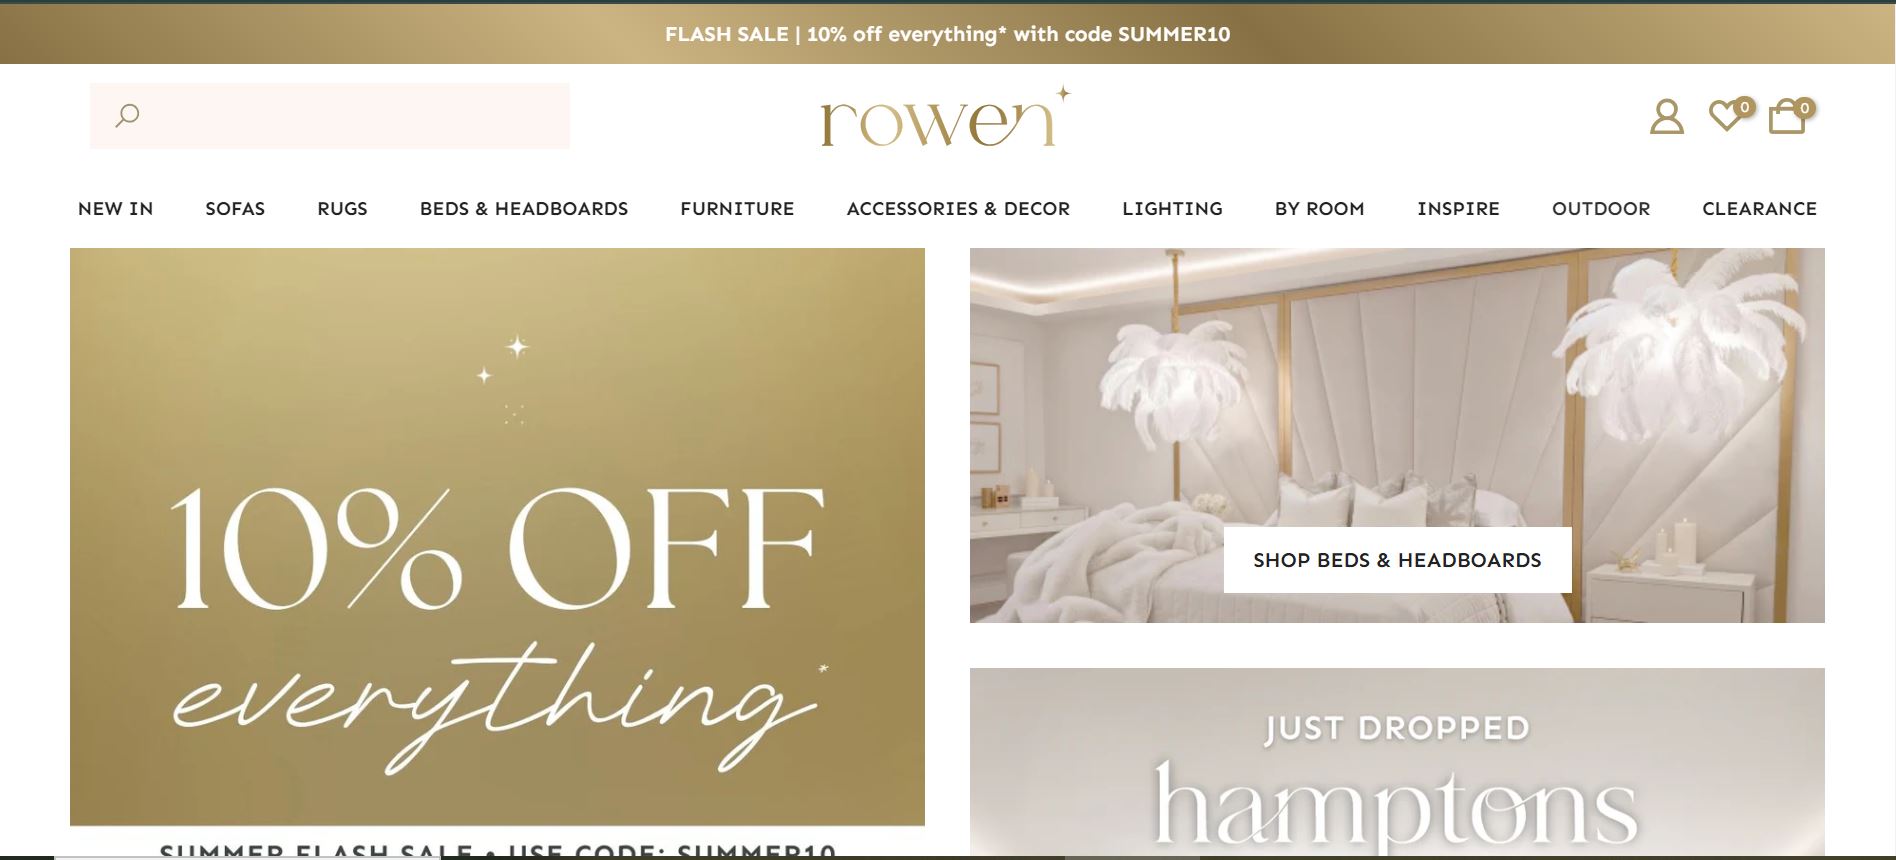 FLASH SALE | 10% off everything* with code SUMMER10
rowen
0
0
NEW IN SOFAS RUGS BEDS & HEADBOARDS FURNITURE ACCESSORIES & DECOR LIGHTING BY ROOM INSPIRE OUTDOOR CLEARANCE
10% OFF
everything*
SUMMER FLASH SALE • USE CODE: SUMMER10
SHOP BEDS & HEADBOARDS
JUST DROPPED
hamptons